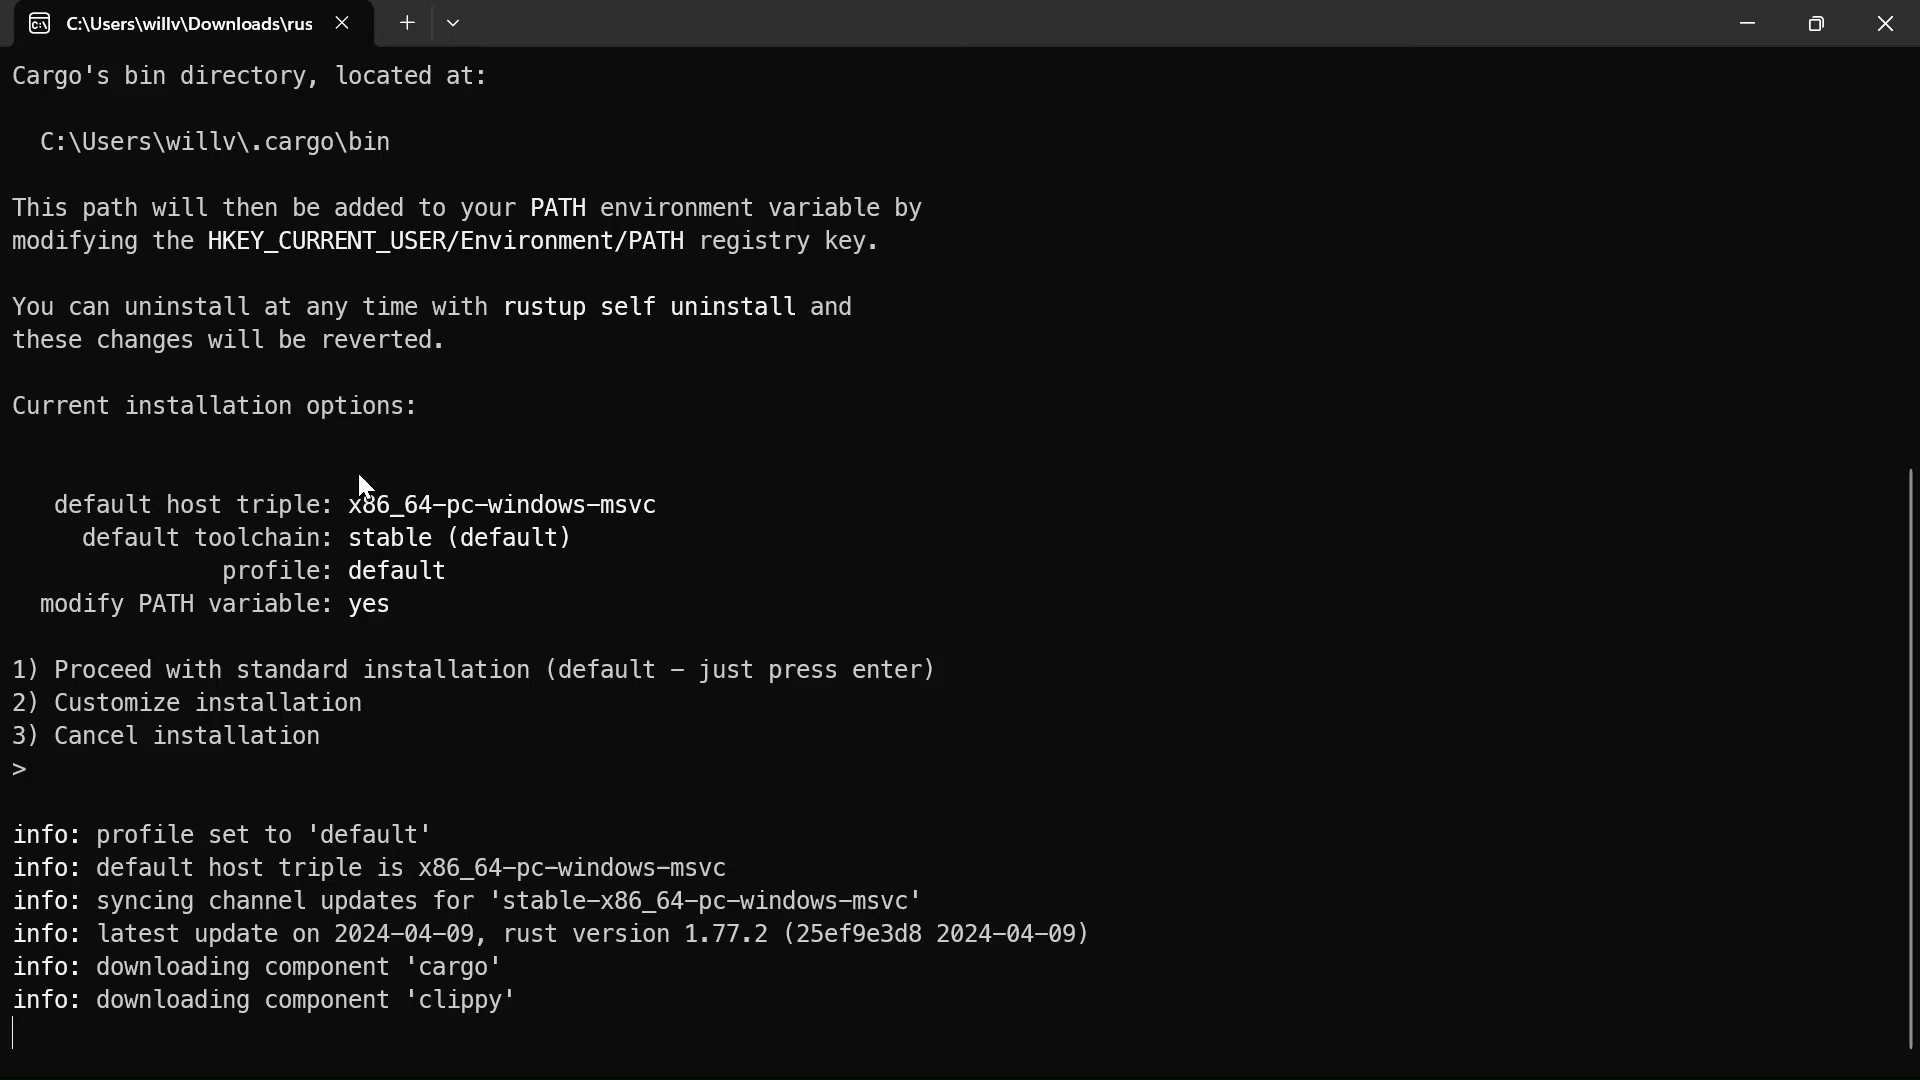 C:\Users\willv\Downloads\rus
Cargo's bin directory, located at:
C:\Users\willv\.cargo\bin
This path will then be added to your PATH environment variable by
modifying the HKEY_CURRENT_USER/Environment/PATH registry key.
You can uninstall at any time with rustup self uninstall and
these changes will be reverted.
Current installation options:
default host triple: x86_64-pc-windows-msvc
default toolchain: stable (default)
profile: default
modify PATH variable: yes
1) Proceed with standard installation (default - just press enter)
2) Customize installation
3) Cancel installation
>
info: profile set to 'default'
info: default host triple is x86_64-pc-windows-msvc
info: syncing channel updates for 'stable-x86_64-pc-windows-msvc'
info: latest update on 2024-04-09, rust version 1.77.2 (25ef9e3d8 2024-04-09)
info: downloading component 'cargo'
info: downloading component 'clippy'